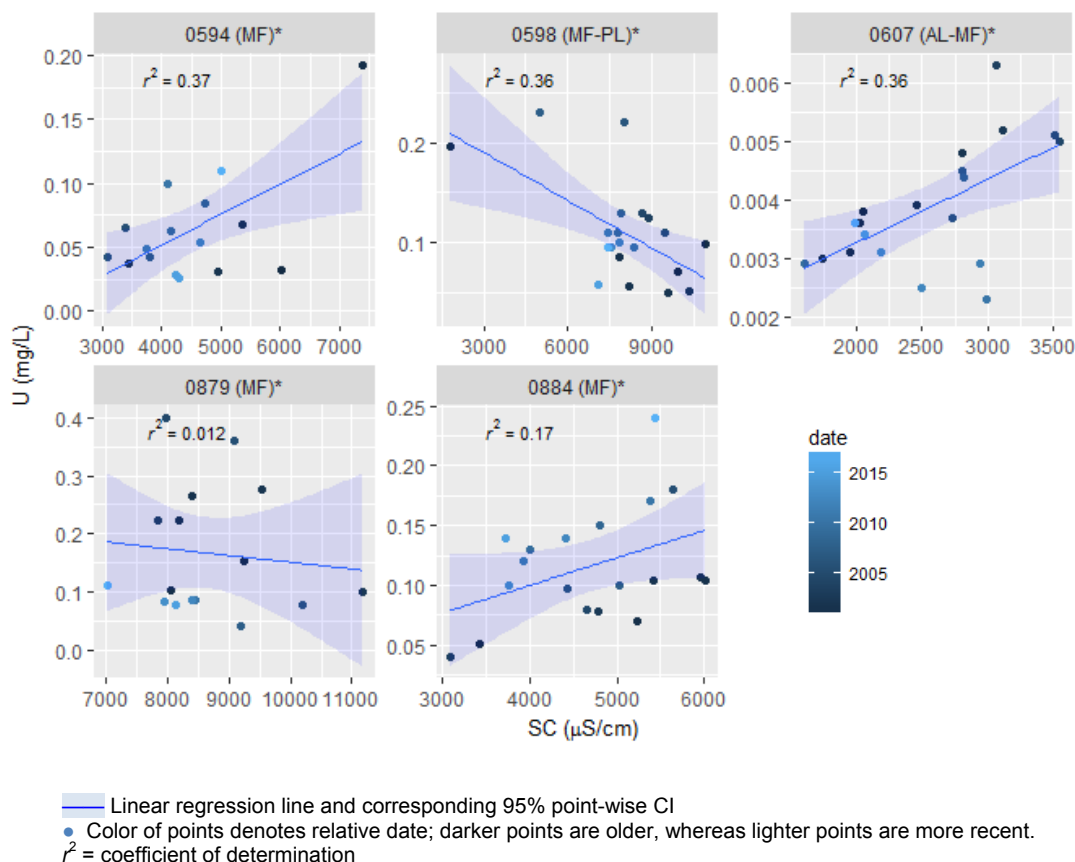 0594 (MF)*
0598 (MF-PL)*
0607 (AL-MF)*
r² = 0.37
r² = 0.36
r² = 0.36
0.20
0.15
0.10
0.05
0.00
0.2
0.1
0.006
0.005
0.004
0.003
0.002
3000 4000 5000 6000 7000
3000 6000 9000
2000 2500 3000 3500
U (mg/L)
0879 (MF)*
0884 (MF)*
r² = 0.012
r² = 0.17
0.4
0.3
0.2
0.1
0.0
0.25
0.20
0.15
0.10
0.05
7000 8000 9000 10000 11000
3000 4000 5000 6000
SC (μS/cm)
date
2015
2010
2005
Linear regression line and corresponding 95% point-wise CI
Color of points denotes relative date; darker points are older, whereas lighter points are more recent.
r² = coefficient of determination